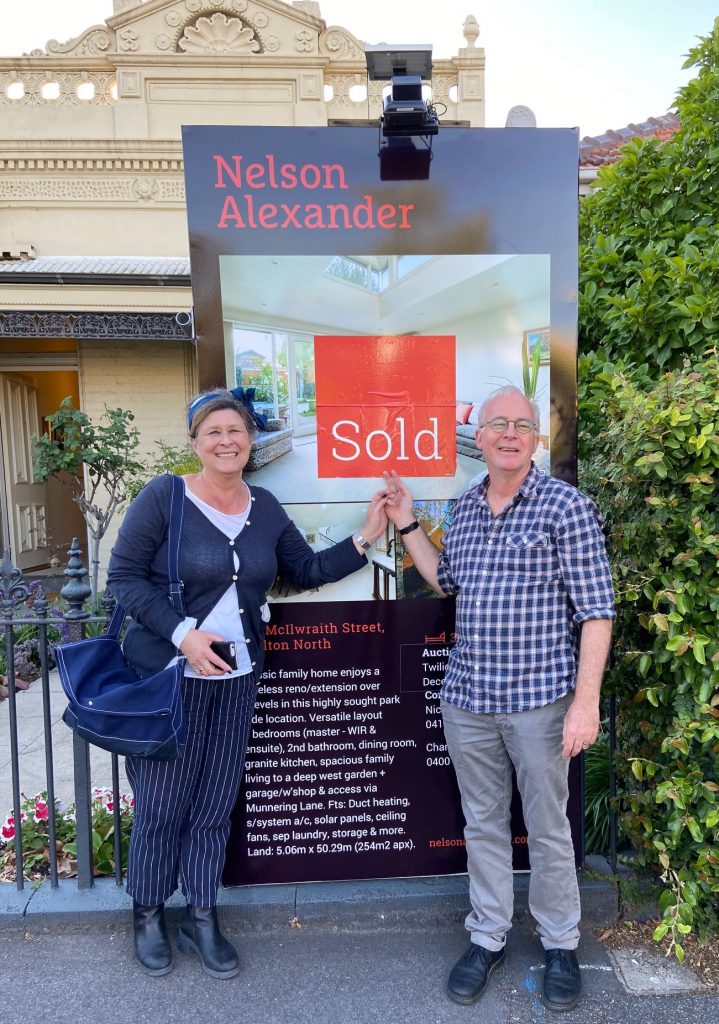 Nelson
Alexander
Sold
McIlwraith Street,
lton North
ssic family home enjoys a
eless reno/extension over
evels in this highly sought park
de location. Versatile layout
bedrooms (master - WIR &
ensuite), 2nd bathroom, dining room,
granite kitchen, spacious family
living to a deep west garden +
garage/w'shop & access via
Munnering Lane. Fts: Duct heating,
s/system a/c, solar panels, ceiling
fans, sep laundry, storage & more.
Land: 5.06m x 50.29m (254m2 apx).
3
Aucti
Twili
Dece
Co
Nic
041
Char
0400
nelsona